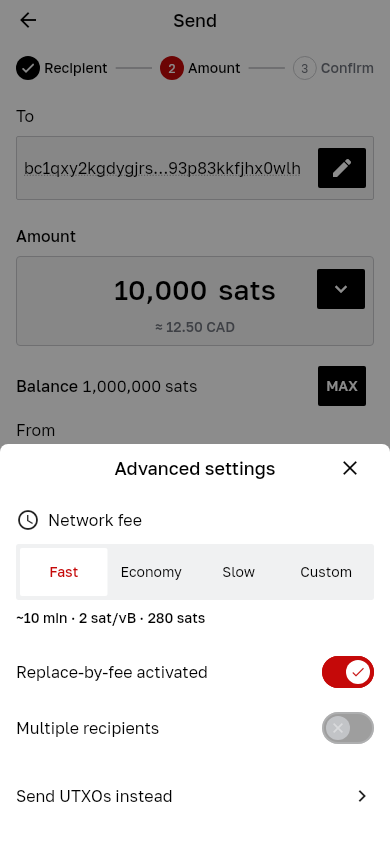 Send
Recipient 2 Amount 3 Confirm
To
bc1qxy2kgdygjrs...93p83kkfjhx0wlh
Amount
10,000 sats
≈ 12.50 CAD
Balance 1,000,000 sats MAX
From
Advanced settings
Network fee
Fast Economy Slow Custom
~10 min · 2 sat/vB · 280 sats
Replace-by-fee activated
Multiple recipients
Send UTXOs instead